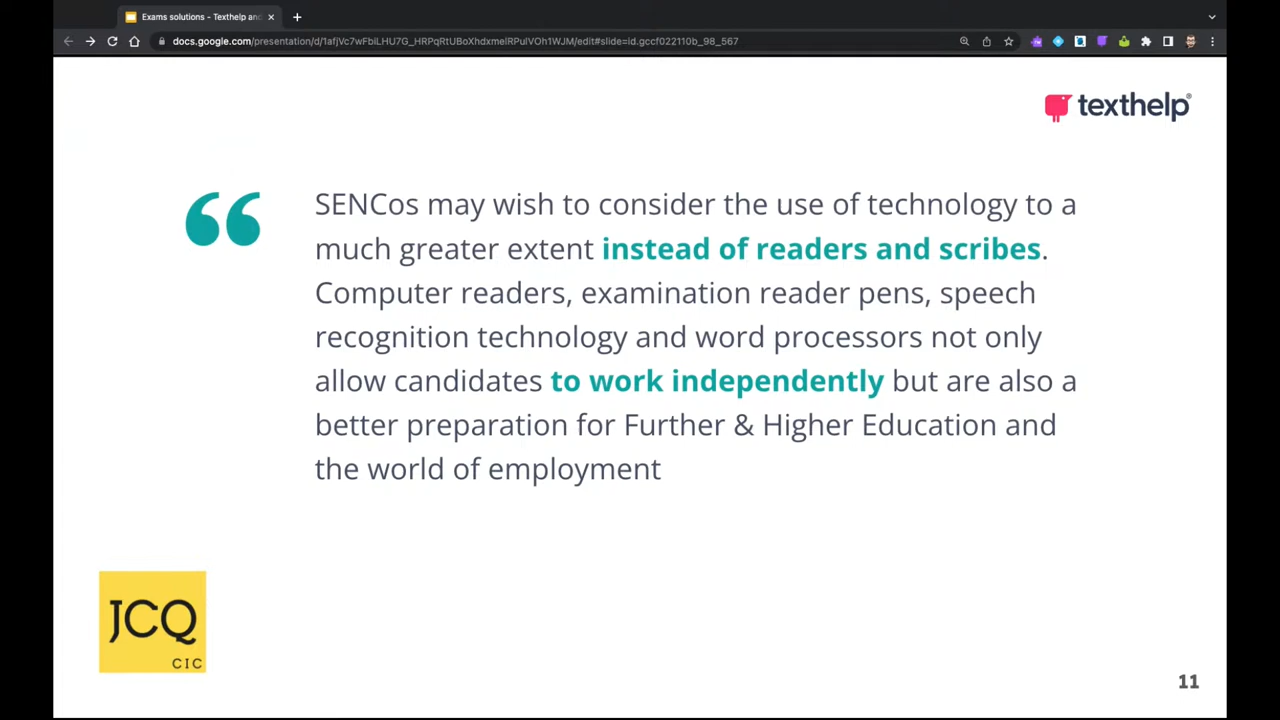 Exams solutions - Texthelp and
docs.google.com/presentation/d/1afjVc7wFbiLHU7G_HRPqRtUBoXhdxmeIRPulVOh1WJM/edit#slide=id.gccf022110b_98_567
texthelp®
“
SENCos may wish to consider the use of technology to a
much greater extent instead of readers and scribes.
Computer readers, examination reader pens, speech
recognition technology and word processors not only
allow candidates to work independently but are also a
better preparation for Further & Higher Education and
the world of employment
JCQ
CIC
11